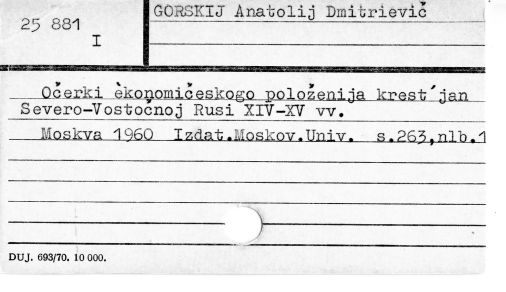 GORSKIJ Anatolij Dmitrievič
25 881
I
Očerki èkonomičeskogo položenija krest´jan
Severo-Vostočnoj Rusi XIV-XV vv.
Moskva 1960 Izdat.Moskov.Univ. s.263,nlb.1
DUJ. 693/70. 10 000.